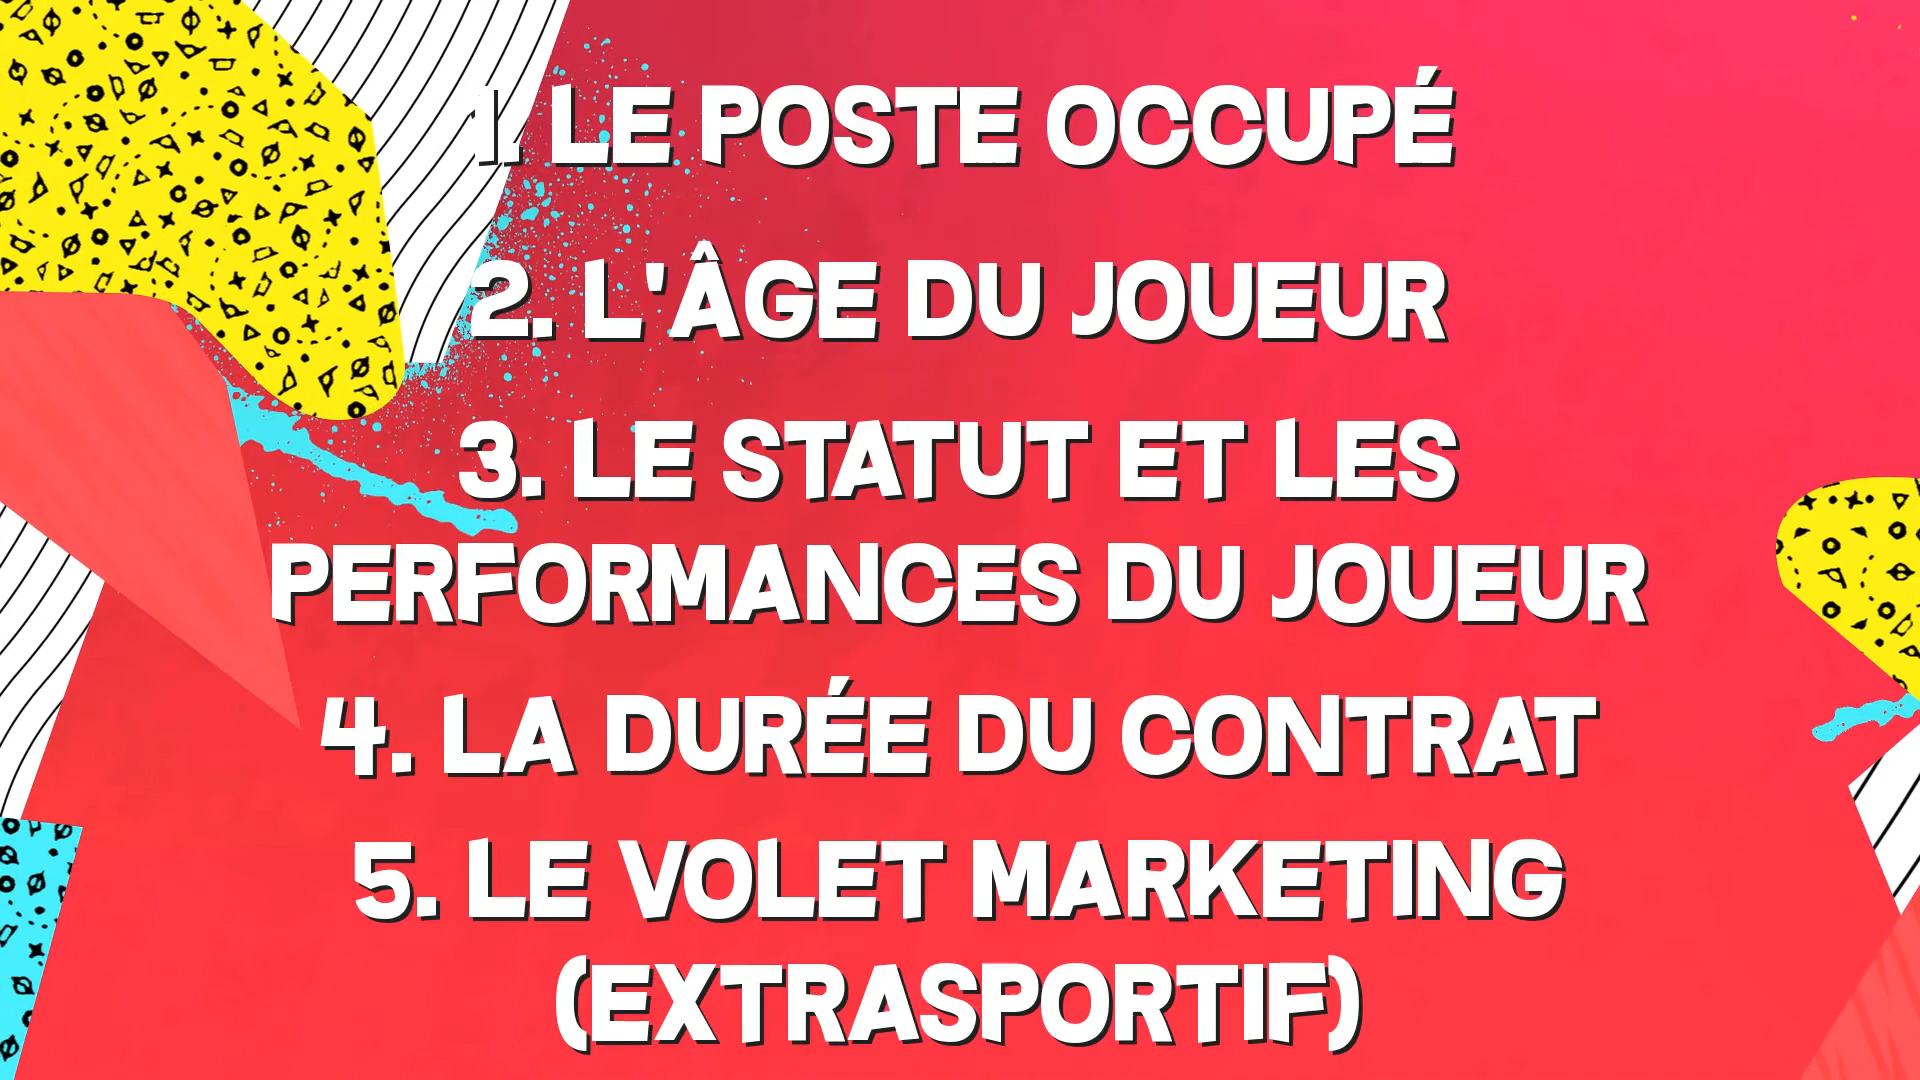 1. LE POSTE OCCUPÉ
2. L'ÂGE DU JOUEUR
3. LE STATUT ET LES
PERFORMANCES DU JOUEUR
4. LA DURÉE DU CONTRAT
5. LE VOLET MARKETING
(EXTRASPORTIF)